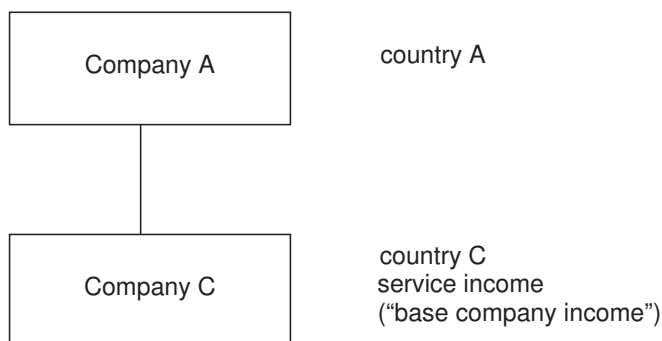 Company A
country A
Company C
country C
service income
(“base company income”)